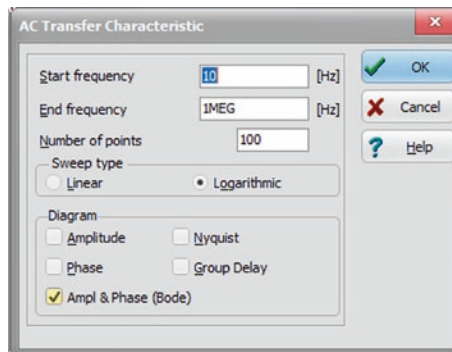 AC Transfer Characteristic
Start frequency 10 [Hz]
End frequency 1MEG [Hz]
Number of points 100
Sweep type
Linear Logarithmic
Diagram
Amplitude Nyquist
Phase Group Delay
Ampl & Phase (Bode)
OK
Cancel
Help